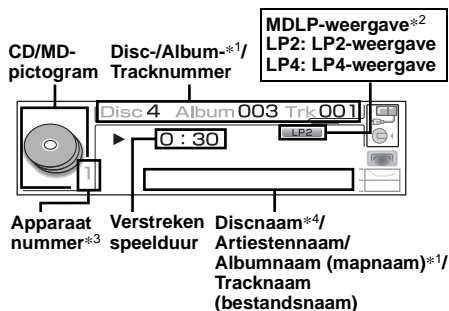 MDLP-weergave*2
LP2: LP2-weergave
LP4: LP4-weergave
CD/MD-
pictogram
Disc-/Album-*1/
Tracknummer
Disc 4 Album 003 Trk 001
0:30
LP2
1
Apparaat
nummer*3
Verstreken
speelduur
Discnaam*4/
Artiestennaam/
Albumnaam (mapnaam)*1/
Tracknaam
(bestandsnaam)